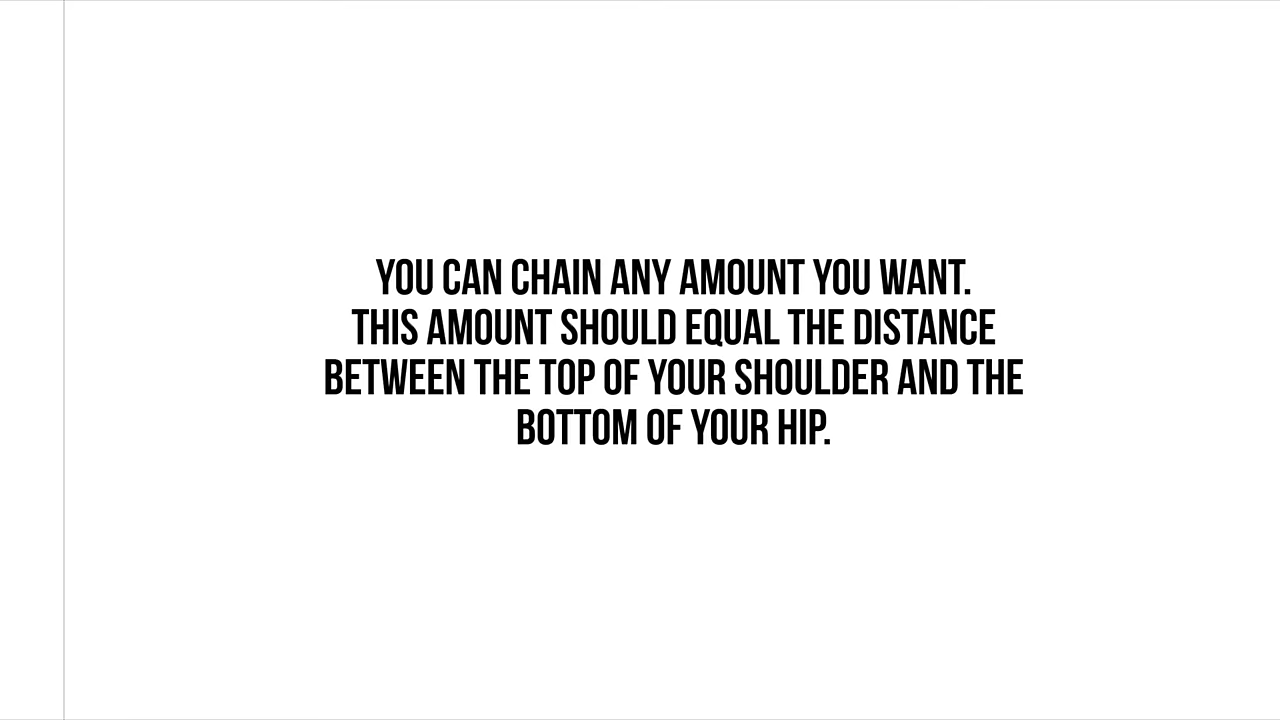 YOU CAN CHAIN ANY AMOUNT YOU WANT.
THIS AMOUNT SHOULD EQUAL THE DISTANCE
BETWEEN THE TOP OF YOUR SHOULDER AND THE
BOTTOM OF YOUR HIP.